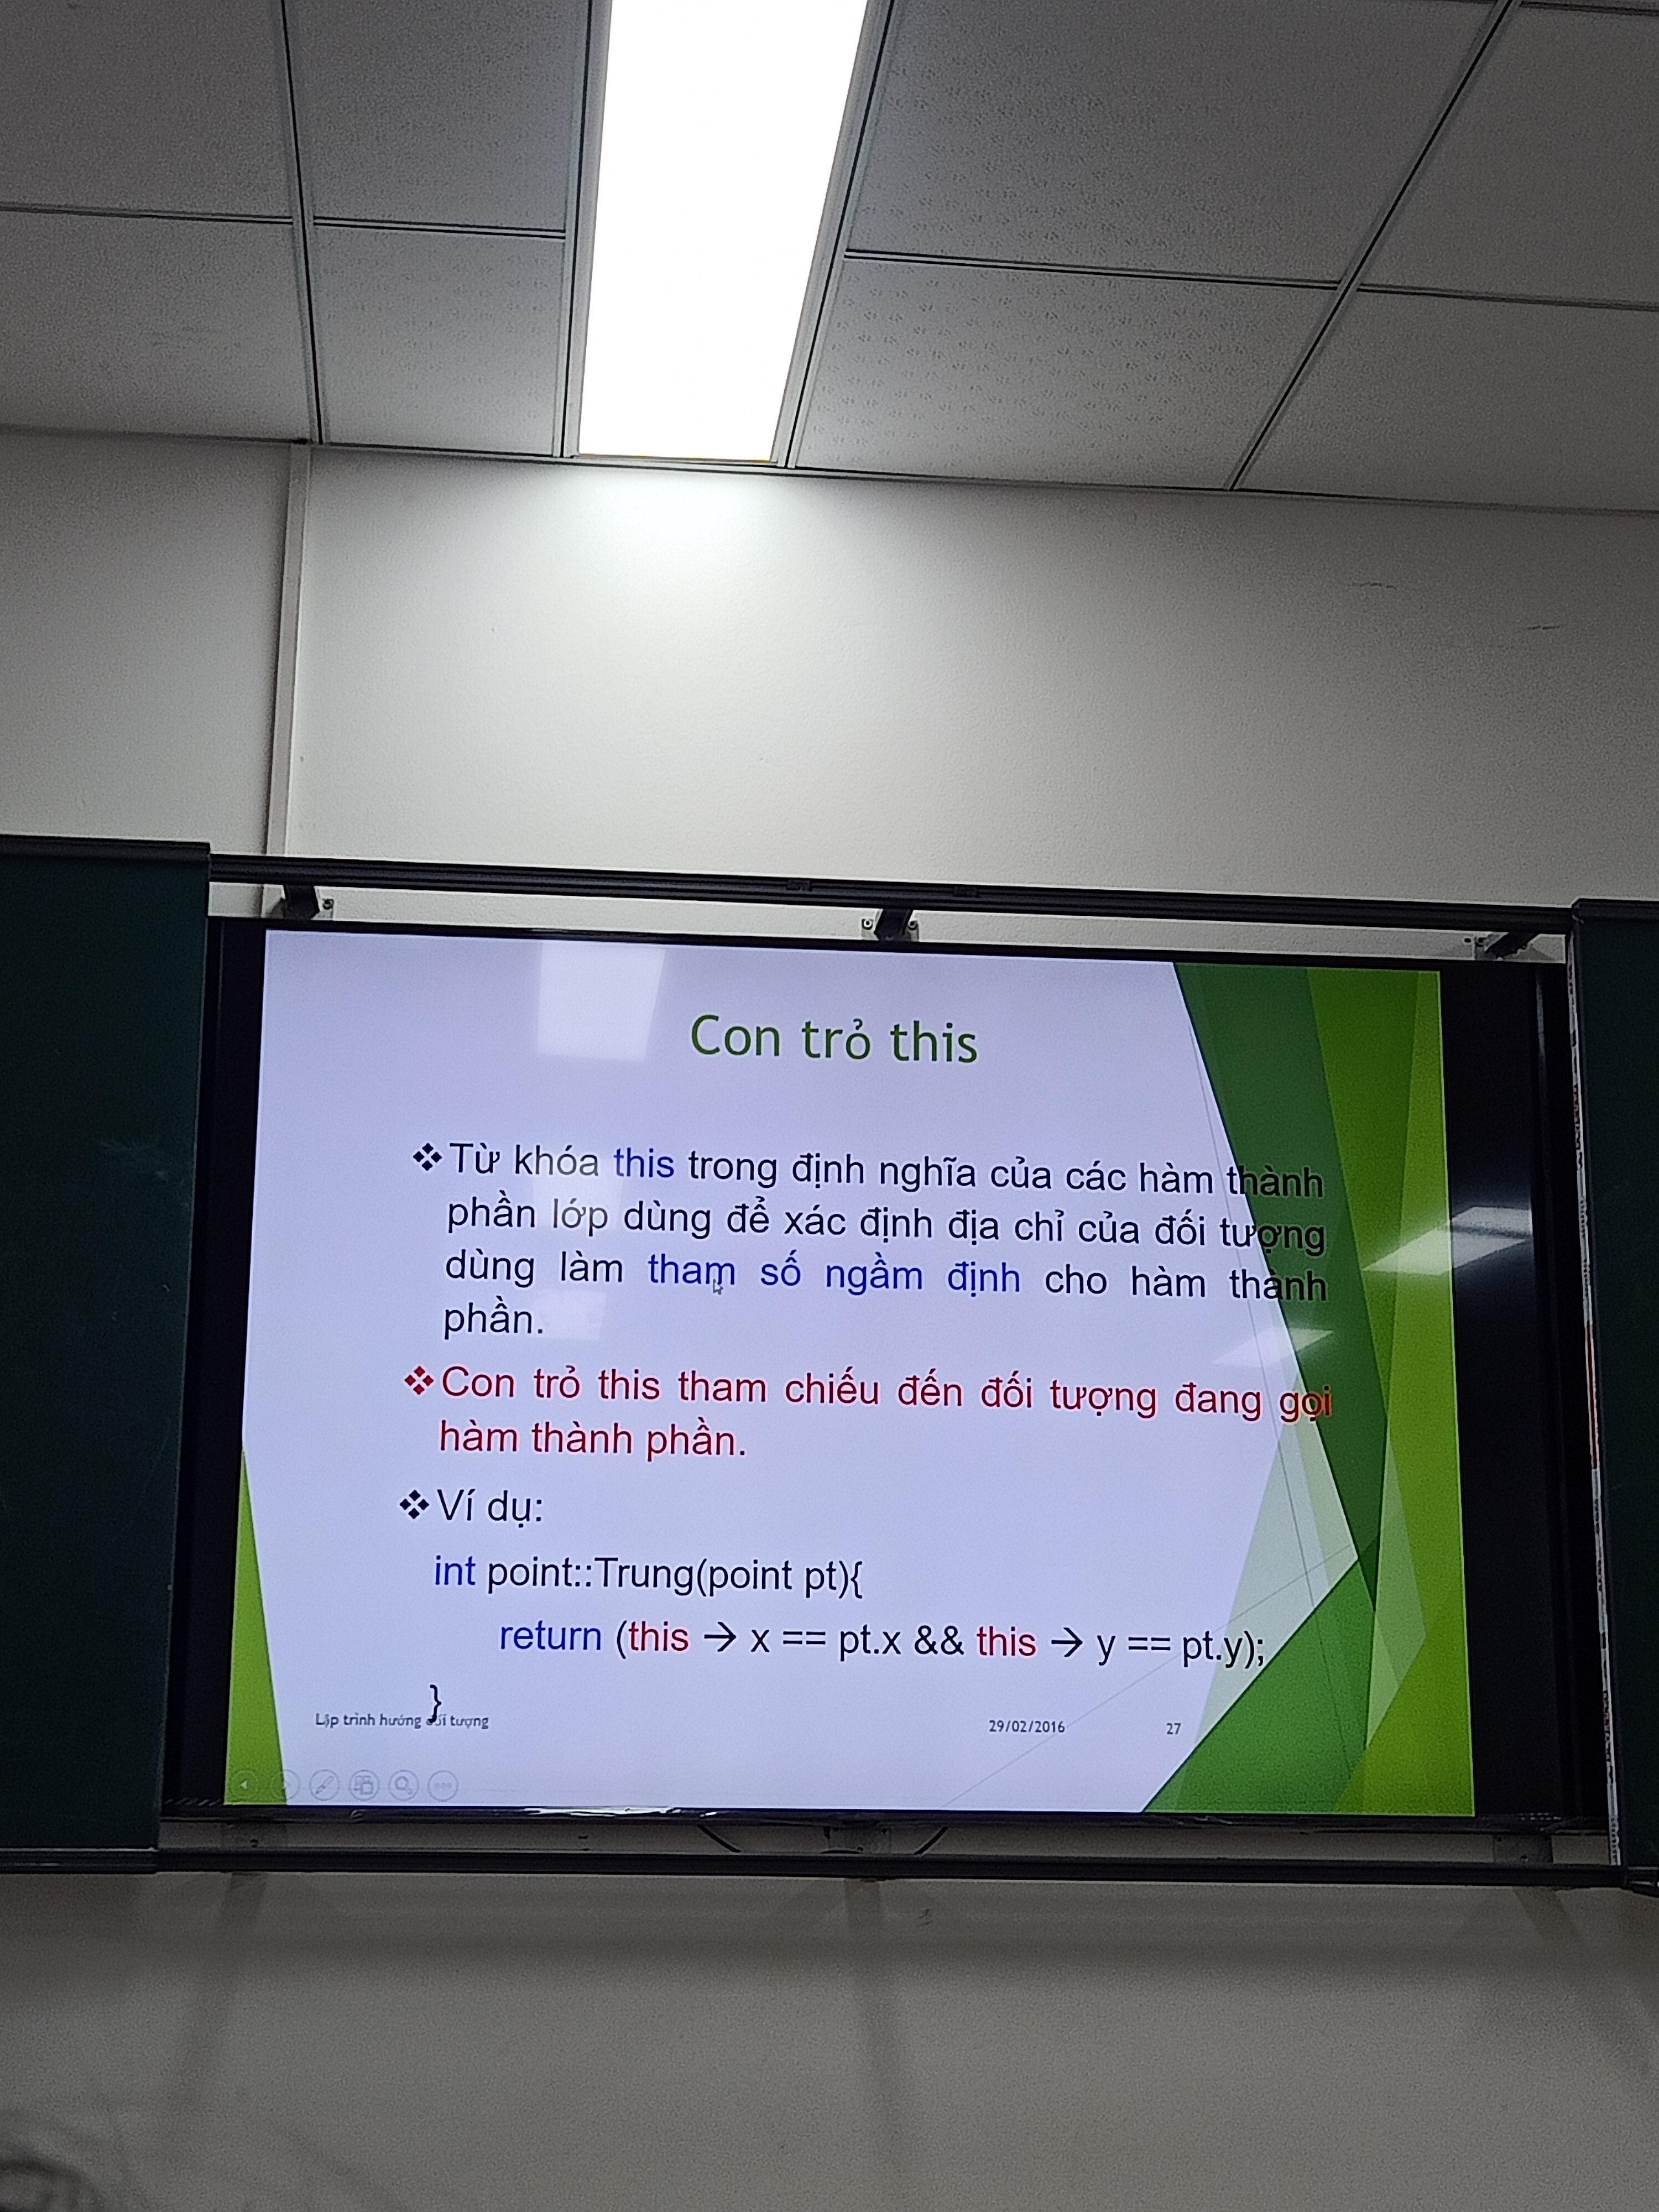 Con trỏ this
❖Từ khóa this trong định nghĩa của các hàm thành
phần lớp dùng để xác định địa chỉ của đối tượng
dùng làm tham số ngầm định cho hàm thành
phần.
❖Con trỏ this tham chiếu đến đối tượng đang gọi
hàm thành phần.
❖Ví dụ:
int point::Trung(point pt){
return (this → x == pt.x && this → y == pt.y);
}
Lập trình hướng đối tượng
29/02/2016
27